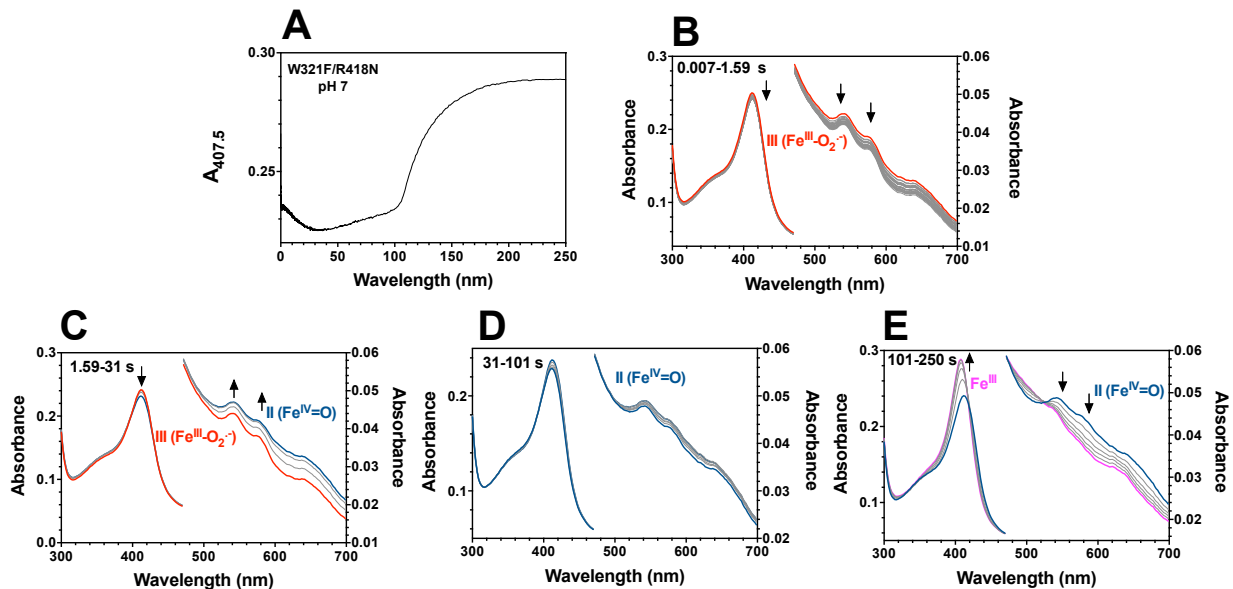 A
0.30
W321F/R418N
pH 7
A407.5
0.27
0.25
0 50 100 150 200 250
Wavelength (nm)
B
0.3
0.06
0.007-1.59 s
0.05
Absorbance
0.2
III (FeIII-O2·-)
0.04
Absorbance
0.03
0.1
0.02
0.01
300 400 500 600 700
Wavelength (nm)
C
0.3
0.06
1.59-31 s
0.05
Absorbance
0.2
II (FeIV=O)
0.04
Absorbance
III (FeIII-O2·-)
0.03
0.1
0.02
0.0
0.01
300 400 500 600 700
Wavelength (nm)
D
0.06
31-101 s
II (FeIV=O)
0.05
Absorbance
0.2
0.04
Absorbance
0.1
0.03
0.02
300 400 500 600 700
Wavelength (nm)
E
0.3
0.06
101-250 s
FeIII
II (FeIV=O)
0.05
Absorbance
0.2
0.04
Absorbance
0.03
0.1
0.02
300 400 500 600 700
Wavelength (nm)